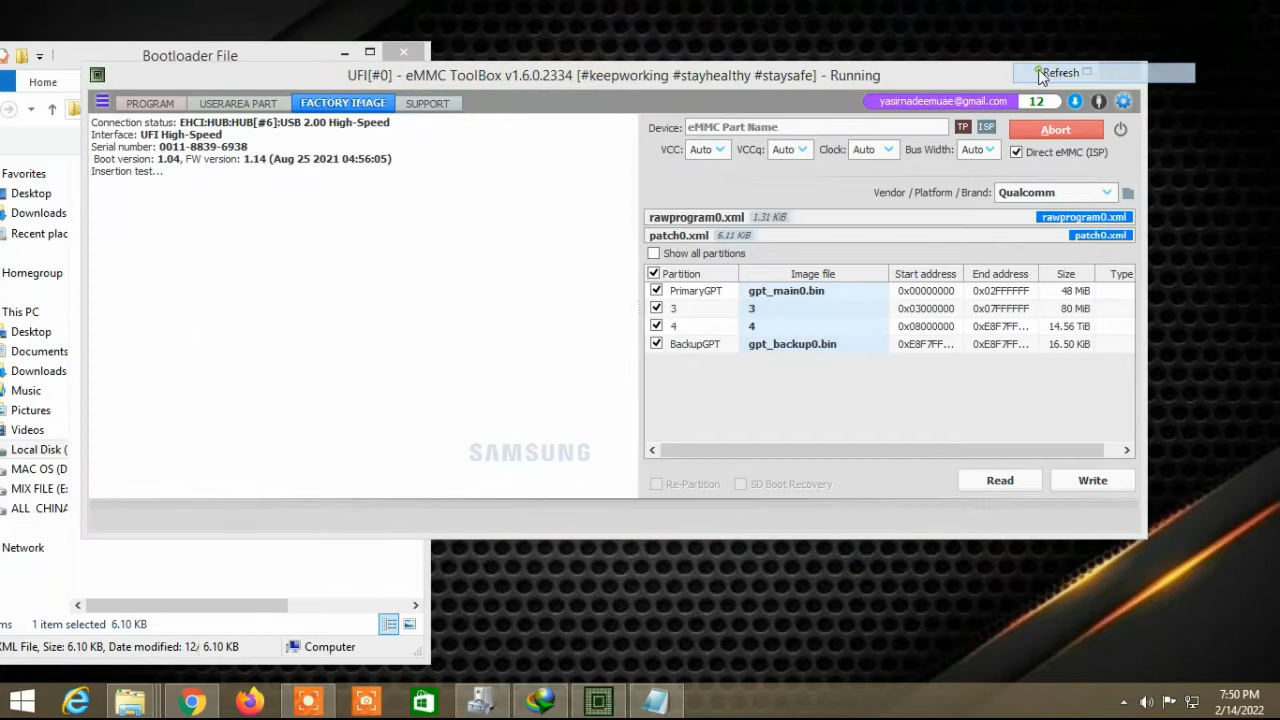 Bootloader File
Home
Favorites
Desktop
Downloads
Recent plac
Homegroup
This PC
Desktop
Documents
Downloads
Music
Pictures
Videos
Local Disk (
MAC OS (D
MIX FILE (E:
ALL CHINA
Network
ms 1 item selected 6.10 KB
XML File, Size: 6.10 KB, Date modified: 12/ 6.10 KB Computer
UFI[#0] - eMMC ToolBox v1.6.0.2334 [#keepworking #stayhealthy #staysafe] - Running
Refresh
PROGRAM USERAREA PART FACTORY IMAGE SUPPORT
yasirnadeemuae@gmail.com 12
Connection status: EHCI:HUB:HUB[#6]:USB 2.00 High-Speed
Interface: UFI High-Speed
Serial number: 0011-8839-6938
Boot version: 1.04, FW version: 1.14 (Aug 25 2021 04:56:05)
Insertion test...
SAMSUNG
Device: eMMC Part Name TP ISP Abort
VCC: Auto VCCq: Auto Clock: Auto Bus Width: Auto Direct eMMC (ISP)
Vendor / Platform / Brand: Qualcomm
rawprogram0.xml 1.31 KiB rawprogram0.xml
patch0.xml 6.11 KiB patch0.xml
Show all partitions
Partition Image file Start address End address Size Type
PrimaryGPT gpt_main0.bin 0x00000000 0x02FFFFFF 48 MiB
3 3 0x03000000 0x07FFFFFF 80 MiB
4 4 0x08000000 0xE8F7FF... 14.56 TiB
BackupGPT gpt_backup0.bin 0xE8F7FF... 0xE8F7FF... 16.50 KiB
Re-Partition SD Boot Recovery Read Write
7:50 PM
2/14/2022